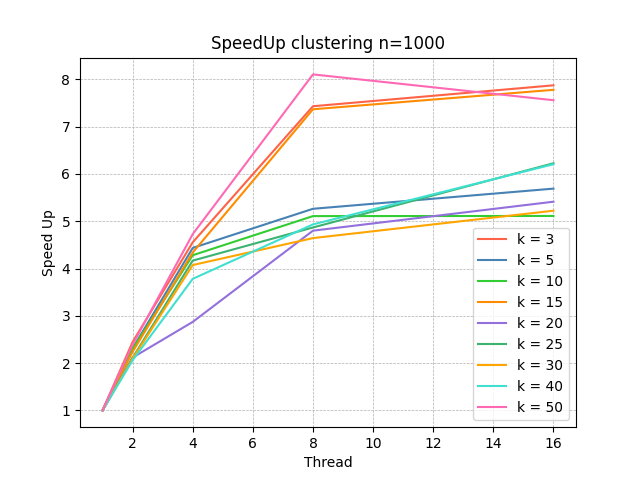 SpeedUp clustering n=1000
Speed Up
8
7
6
5
4
3
2
1
2 4 6 8 10 12 14 16
Thread
k = 3
k = 5
k = 10
k = 15
k = 20
k = 25
k = 30
k = 40
k = 50